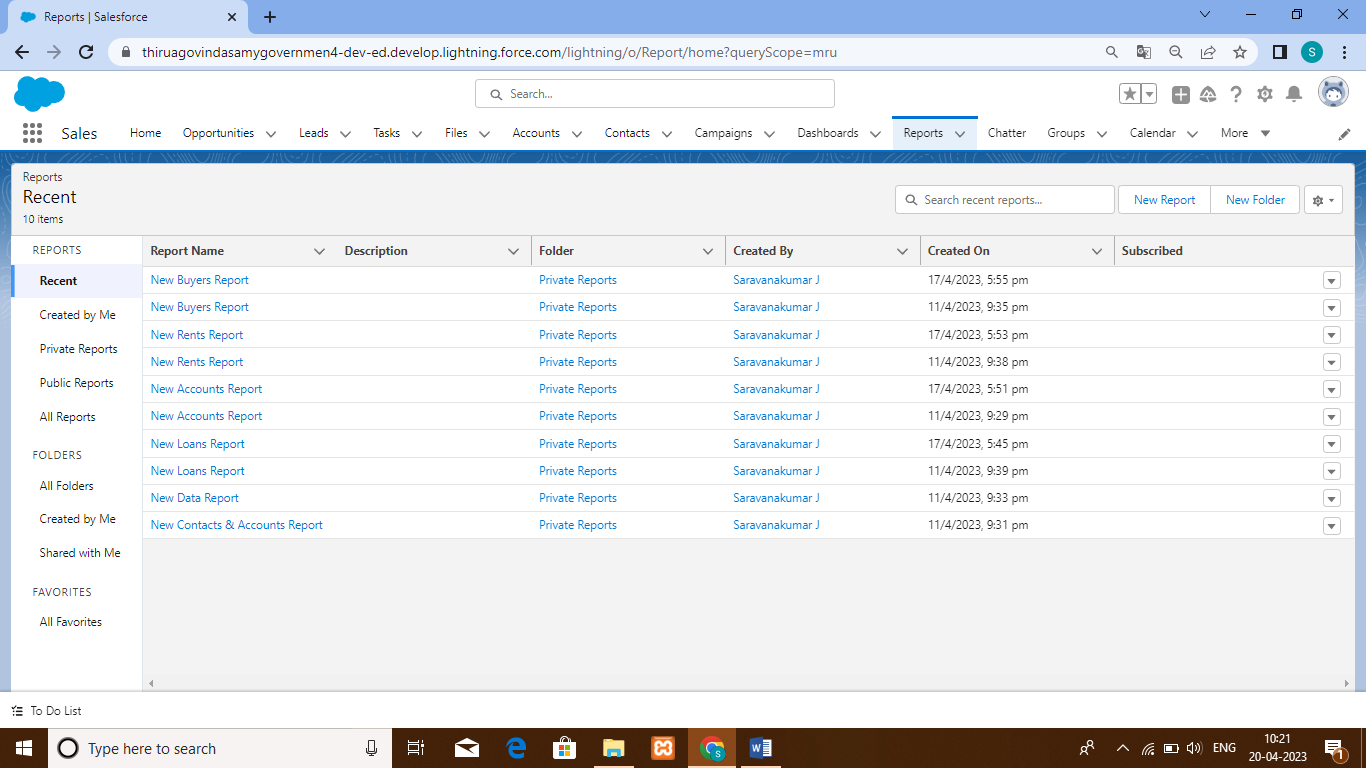 Reports | Salesforce
thiruagovindasamygovernmen4-dev-ed.develop.lightning.force.com/lightning/o/Report/home?queryScope=mru
S
Search...
Sales Home Opportunities Leads Tasks Files Accounts Contacts Campaigns Dashboards Reports Chatter Groups Calendar More
Reports
Recent
10 items
Search recent reports...
New Report
New Folder
REPORTS
Recent
Created by Me
Private Reports
Public Reports
All Reports
FOLDERS
All Folders
Created by Me
Shared with Me
FAVORITES
All Favorites
Report Name Description Folder Created By Created On Subscribed
New Buyers Report Private Reports Saravanakumar J 17/4/2023, 5:55 pm
New Buyers Report Private Reports Saravanakumar J 11/4/2023, 9:35 pm
New Rents Report Private Reports Saravanakumar J 17/4/2023, 5:53 pm
New Rents Report Private Reports Saravanakumar J 11/4/2023, 9:38 pm
New Accounts Report Private Reports Saravanakumar J 17/4/2023, 5:51 pm
New Accounts Report Private Reports Saravanakumar J 11/4/2023, 9:29 pm
New Loans Report Private Reports Saravanakumar J 17/4/2023, 5:45 pm
New Loans Report Private Reports Saravanakumar J 11/4/2023, 9:39 pm
New Data Report Private Reports Saravanakumar J 11/4/2023, 9:33 pm
New Contacts & Accounts Report Private Reports Saravanakumar J 11/4/2023, 9:31 pm
To Do List
Type here to search
ENG
10:21
20-04-2023
1